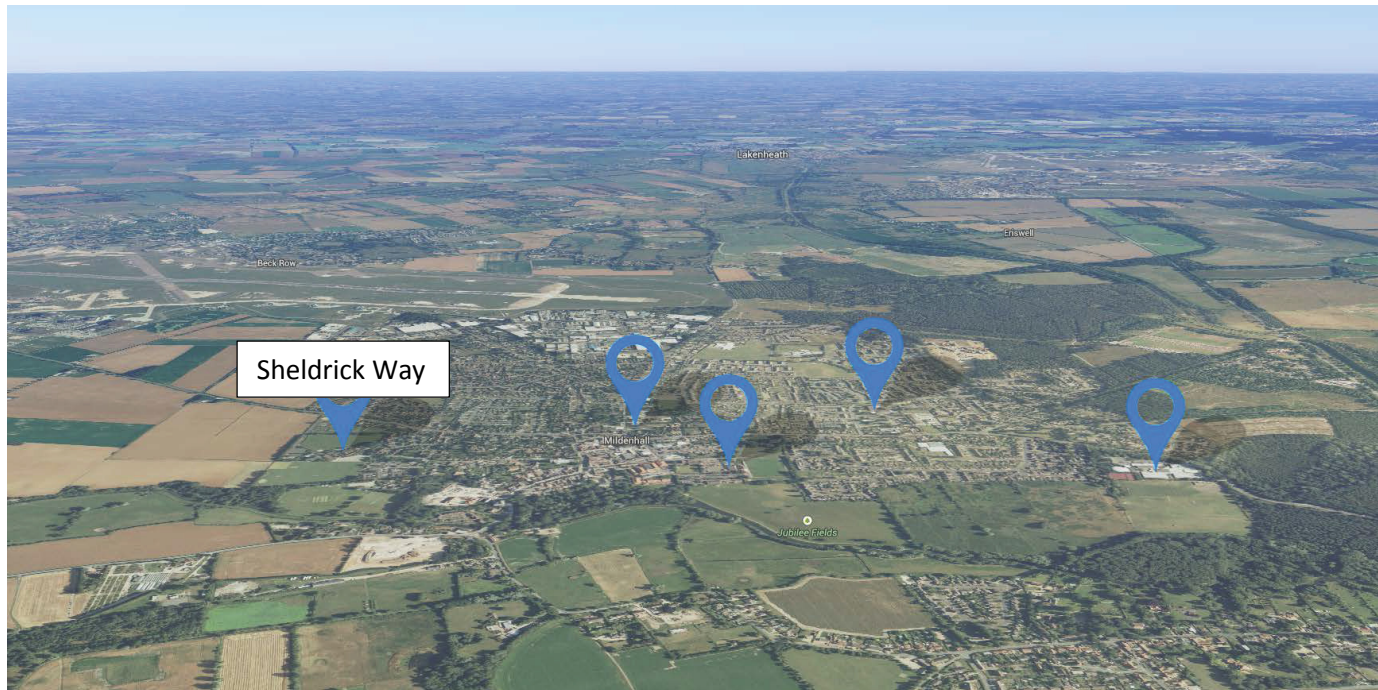 Lakenheath
Eriswell
Beck Row
Sheldrick Way
Mildenhall
Jubilee Fields